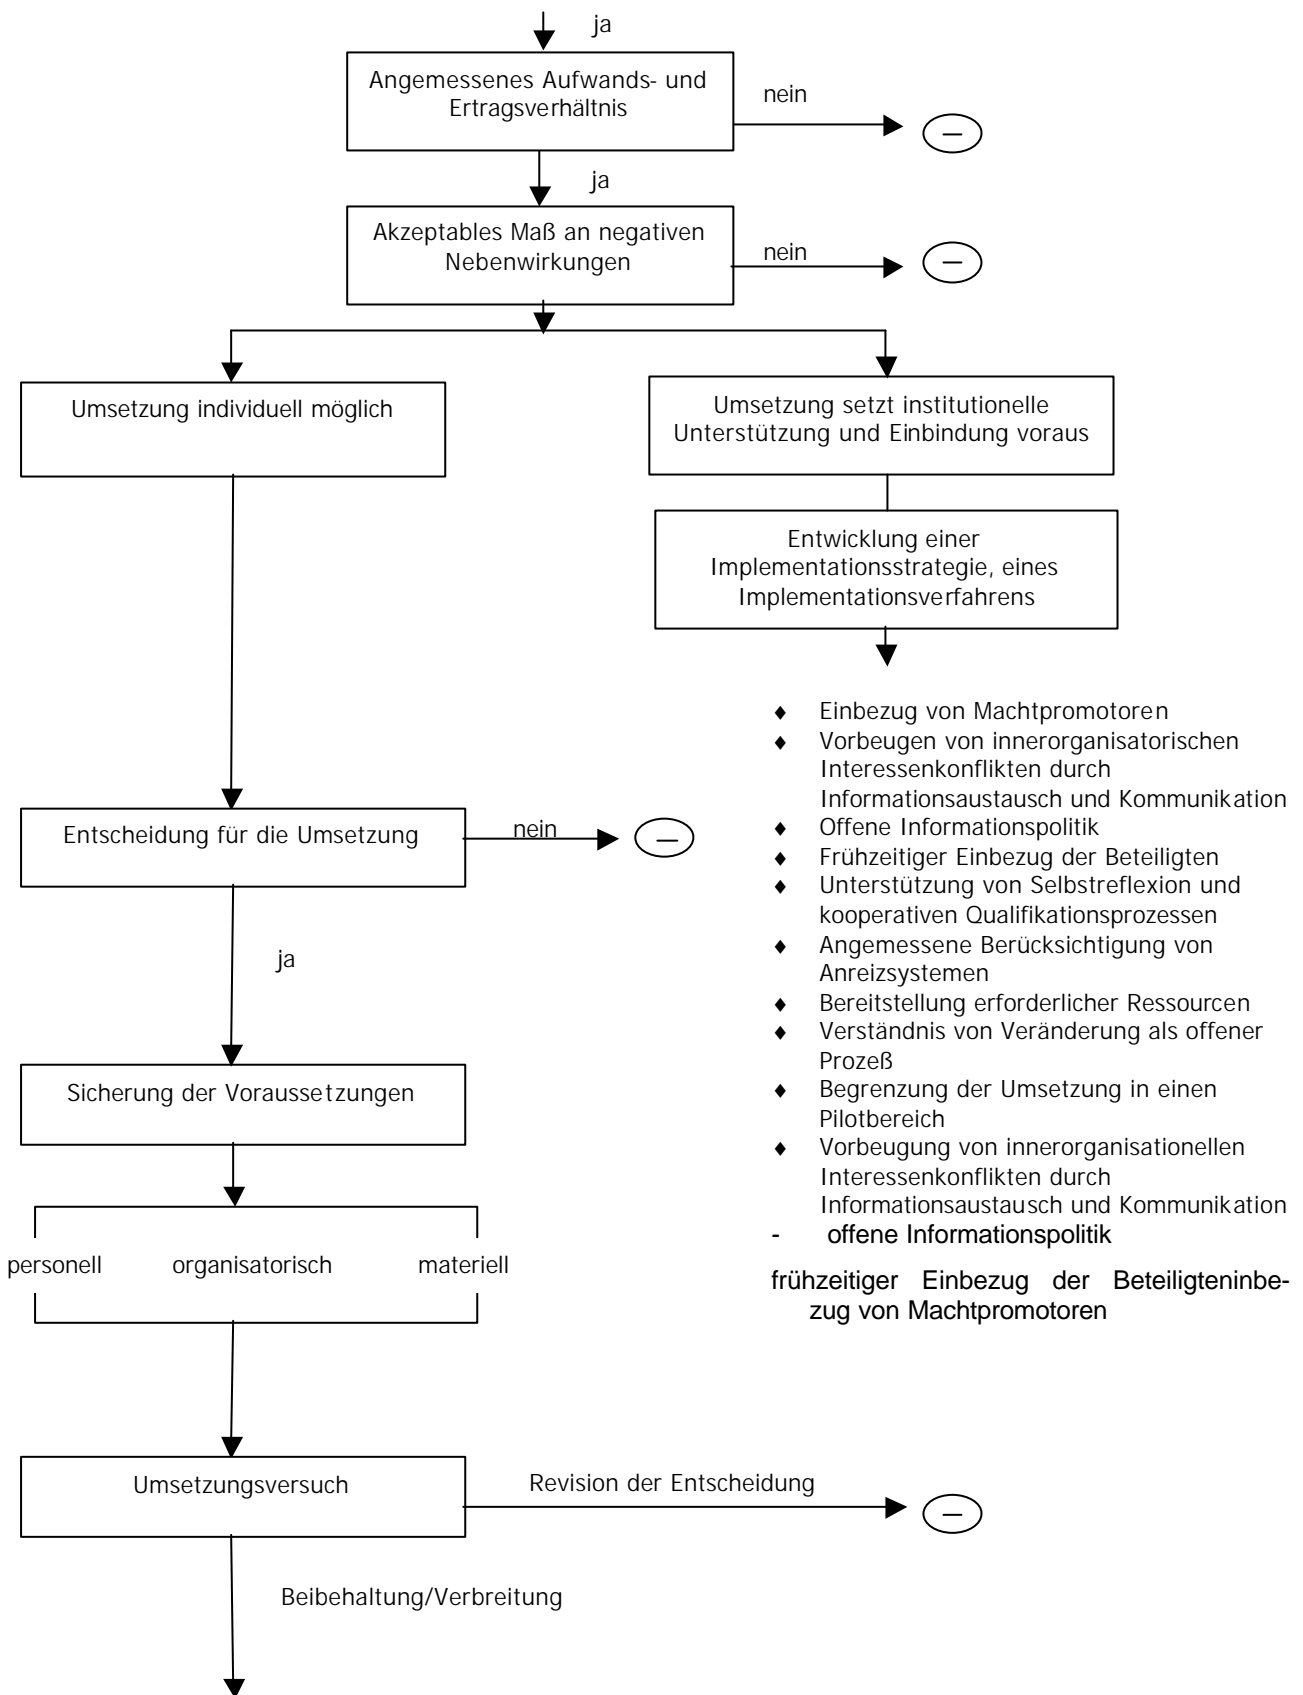 ja
Angemessenes Aufwands- und
Ertragsverhältnis
nein
–
ja
Akzeptables Maß an negativen
Nebenwirkungen
nein
–
Umsetzung individuell möglich
Umsetzung setzt institutionelle
Unterstützung und Einbindung voraus
Entwicklung einer
Implementationsstrategie, eines
Implementationsverfahrens
♦ Einbezug von Machtpromotoren
♦ Vorbeugen von innerorganisatorischen
Interessenkonflikten durch
Informationsaustausch und Kommunikation
♦ Offene Informationspolitik
♦ Frühzeitiger Einbezug der Beteiligten
♦ Unterstützung von Selbstreflexion und
kooperativen Qualifikationsprozessen
♦ Angemessene Berücksichtigung von
Anreizsystemen
♦ Bereitstellung erforderlicher Ressourcen
♦ Verständnis von Veränderung als offener
Prozeß
♦ Begrenzung der Umsetzung in einen
Pilotbereich
♦ Vorbeugung von innerorganisationellen
Interessenkonflikten durch
Informationsaustausch und Kommunikation
- offene Informationspolitik
frühzeitiger Einbezug der Beteiligteninbe-
zug von Machtpromotoren
Entscheidung für die Umsetzung
nein
–
ja
Sicherung der Voraussetzungen
personell organisatorisch materiell
Umsetzungsversuch
Revision der Entscheidung
–
Beibehaltung/Verbreitung